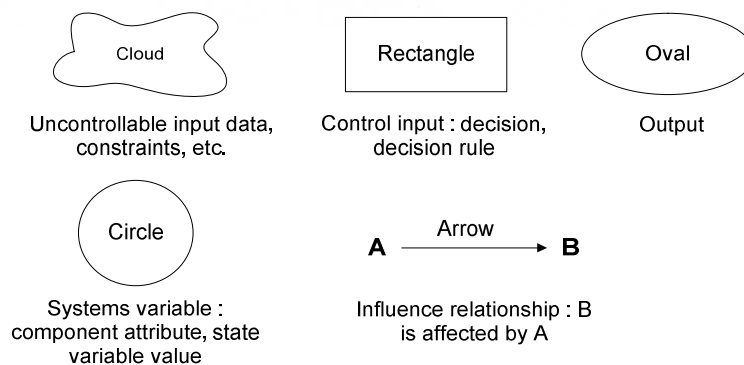 Cloud
Rectangle
Oval
Uncontrollable input data,
constraints, etc.
Control input : decision,
decision rule
Output
Circle
Arrow
A
B
Systems variable :
component attribute, state
variable value
Influence relationship : B
is affected by A